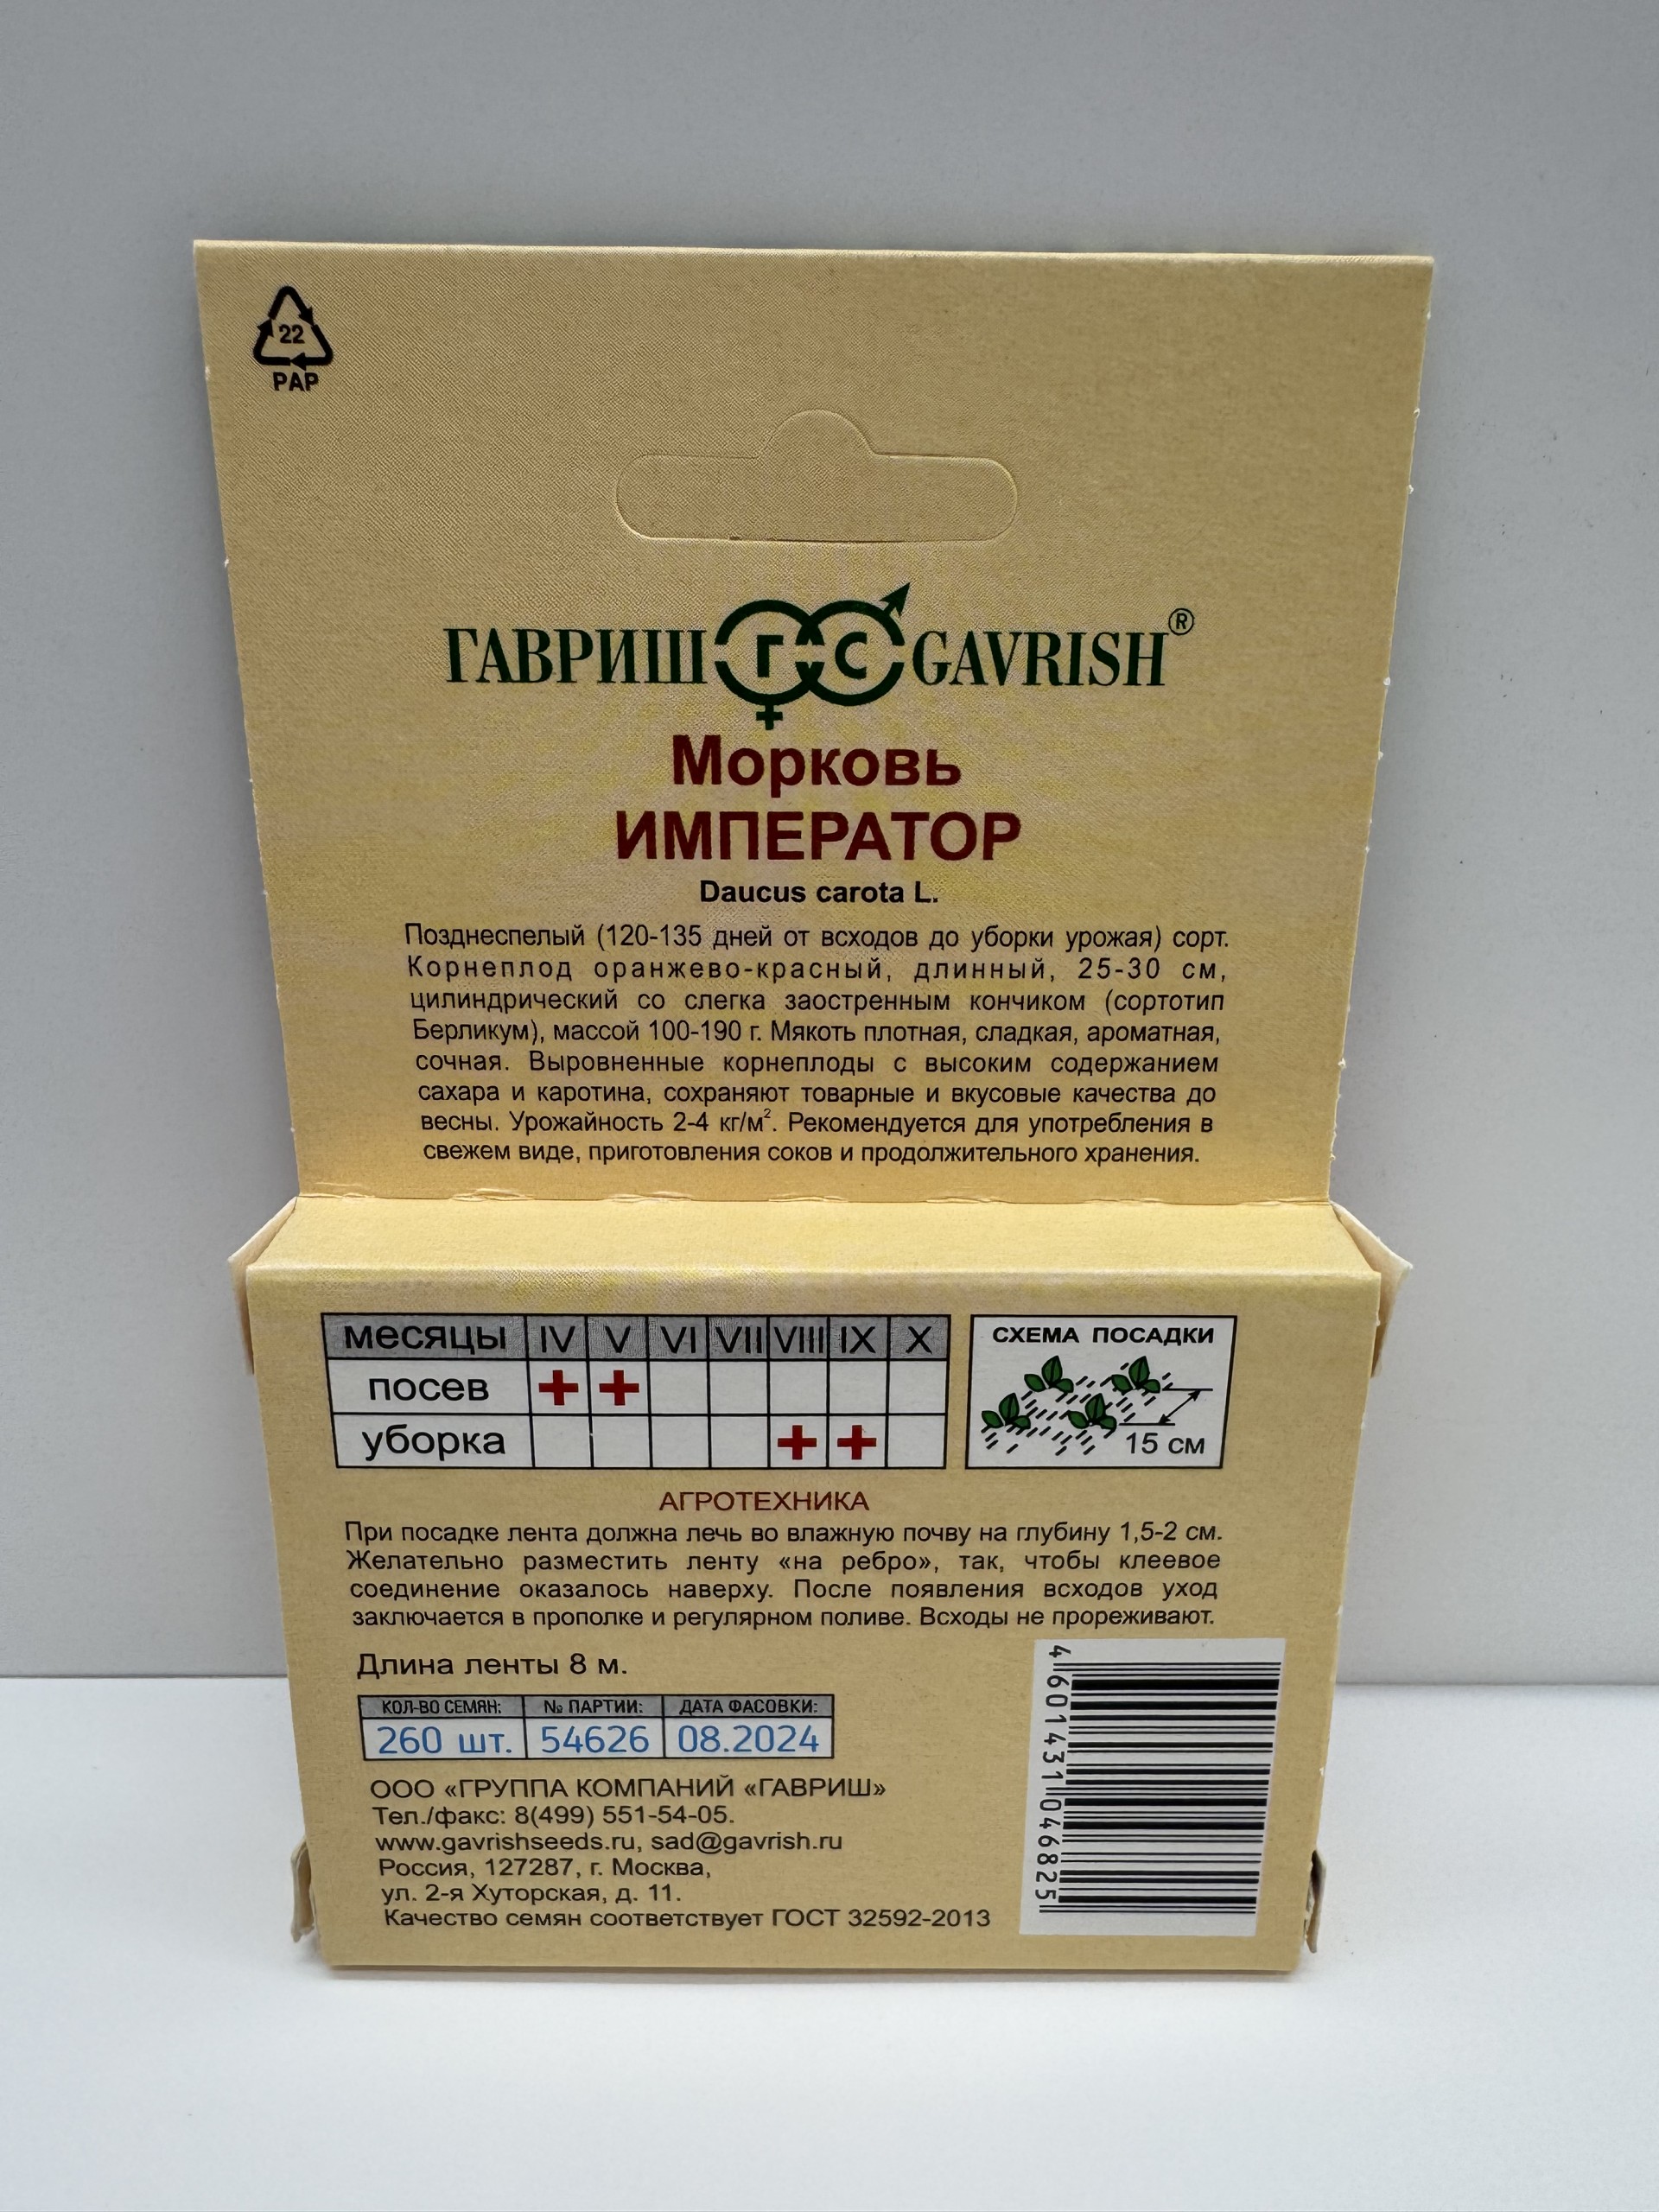 22
PAP
ГАВРИШ ГС GAVRISH®
Морковь
ИМПЕРАТОР
Daucus carota L.
Позднеспелый (120-135 дней от всходов до уборки урожая) сорт.
Корнеплод оранжево-красный, длинный, 25-30 см,
цилиндрический со слегка заостренным кончиком (сортотип
Берликум), массой 100-190 г. Мякоть плотная, сладкая, ароматная,
сочная. Выровненные корнеплоды с высоким содержанием
сахара и каротина, сохраняют товарные и вкусовые качества до
весны. Урожайность 2-4 кг/м². Рекомендуется для употребления в
свежем виде, приготовления соков и продолжительного хранения.
месяцы IV V VI VII VIII IX X
посев + +
уборка + +
СХЕМА ПОСАДКИ
15 см
АГРОТЕХНИКА
При посадке лента должна лечь во влажную почву на глубину 1,5-2 см.
Желательно разместить ленту «на ребро», так, чтобы клеевое
соединение оказалось наверху. После появления всходов уход
заключается в прополке и регулярном поливе. Всходы не прореживают.
Длина ленты 8 м.
КОЛ-ВО СЕМЯН: № ПАРТИИ: ДАТА ФАСОВКИ:
260 шт. 54626 08.2024
ООО «ГРУППА КОМПАНИЙ «ГАВРИШ»
Тел./факс: 8(499) 551-54-05.
www.gavrishseeds.ru, sad@gavrish.ru
Россия, 127287, г. Москва,
ул. 2-я Хуторская, д. 11.
Качество семян соответствует ГОСТ 32592-2013
4 601431 046825